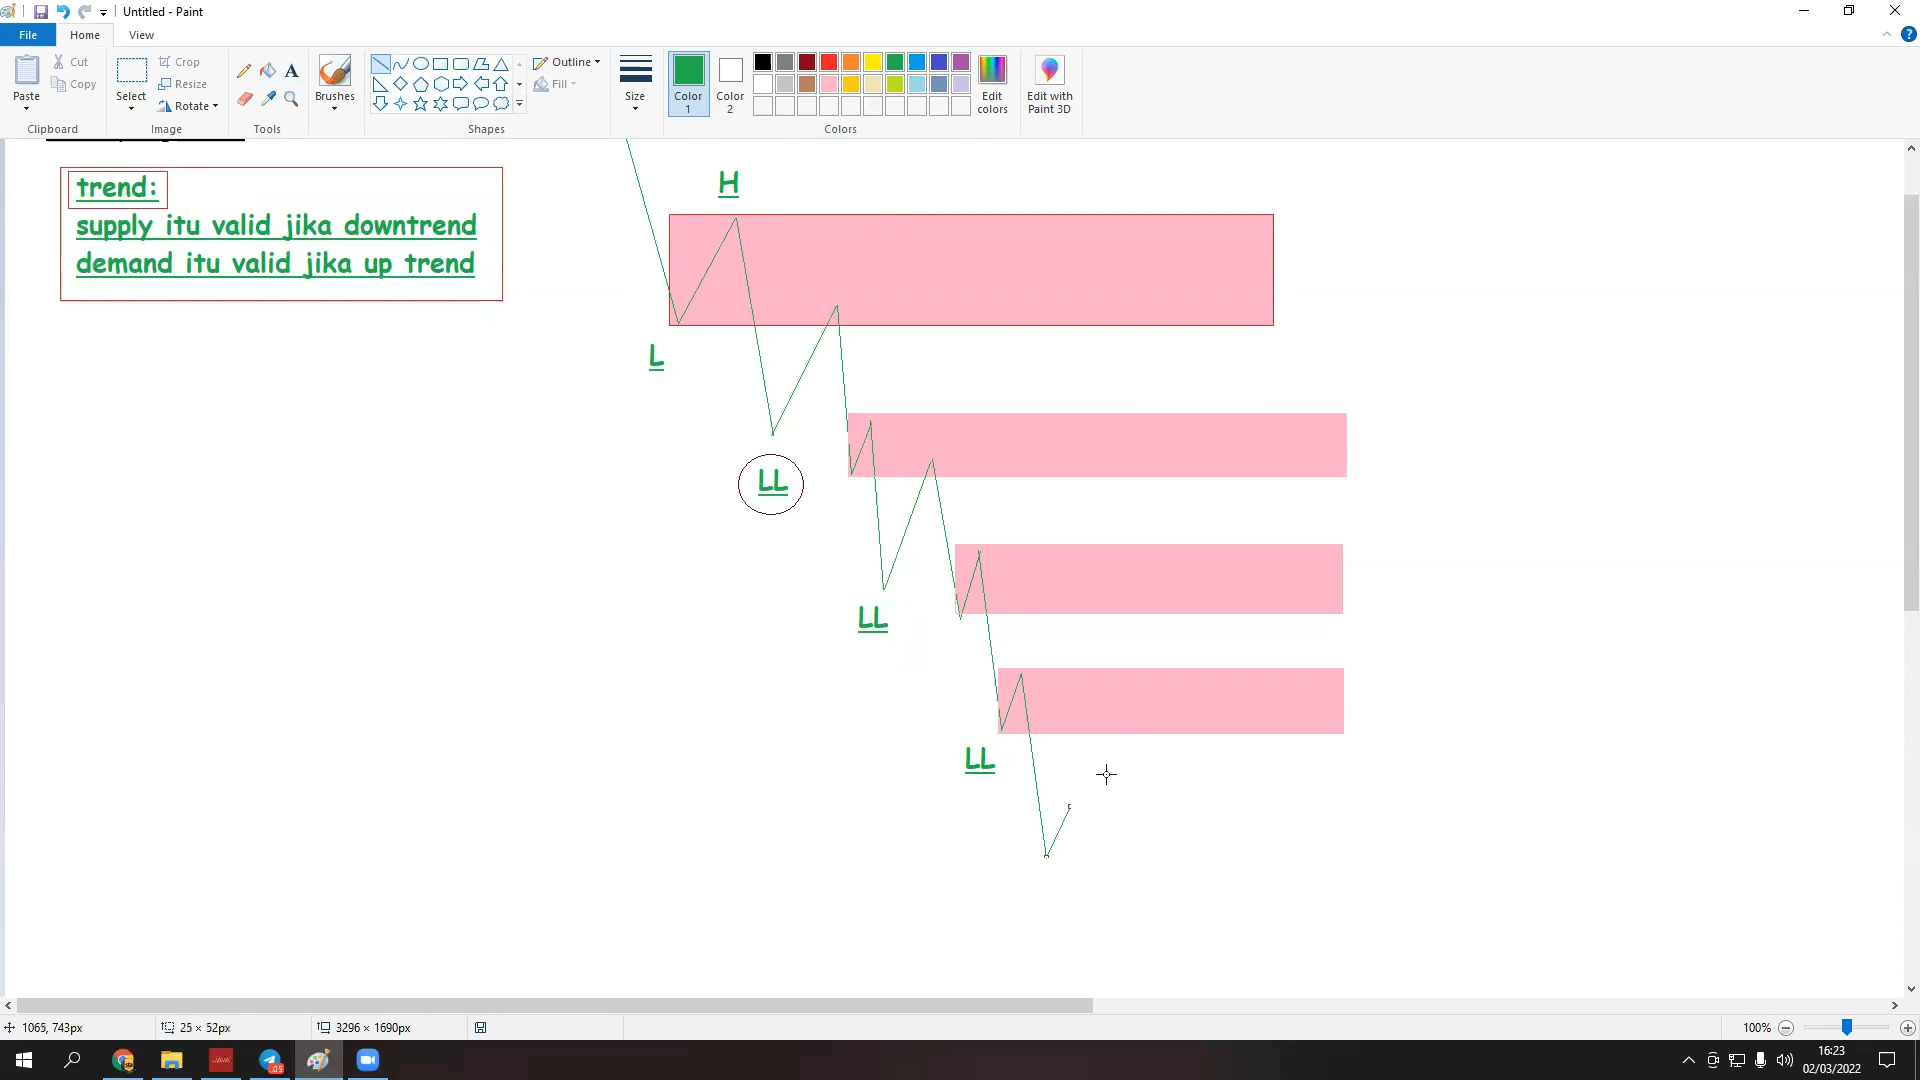 Untitled - Paint
File
Home
View
Paste
Cut
Copy
Clipboard
Select
Crop
Resize
Rotate
Image
Tools
Brushes
Outline
Fill
Shapes
Size
Color 1
Color 2
Edit colors
Colors
Edit with Paint 3D
trend:
supply itu valid jika downtrend
demand itu valid jika up trend
H
L
LL
LL
LL
1065, 743px
25 × 52px
3296 × 1690px
100%
16:23
02/03/2022